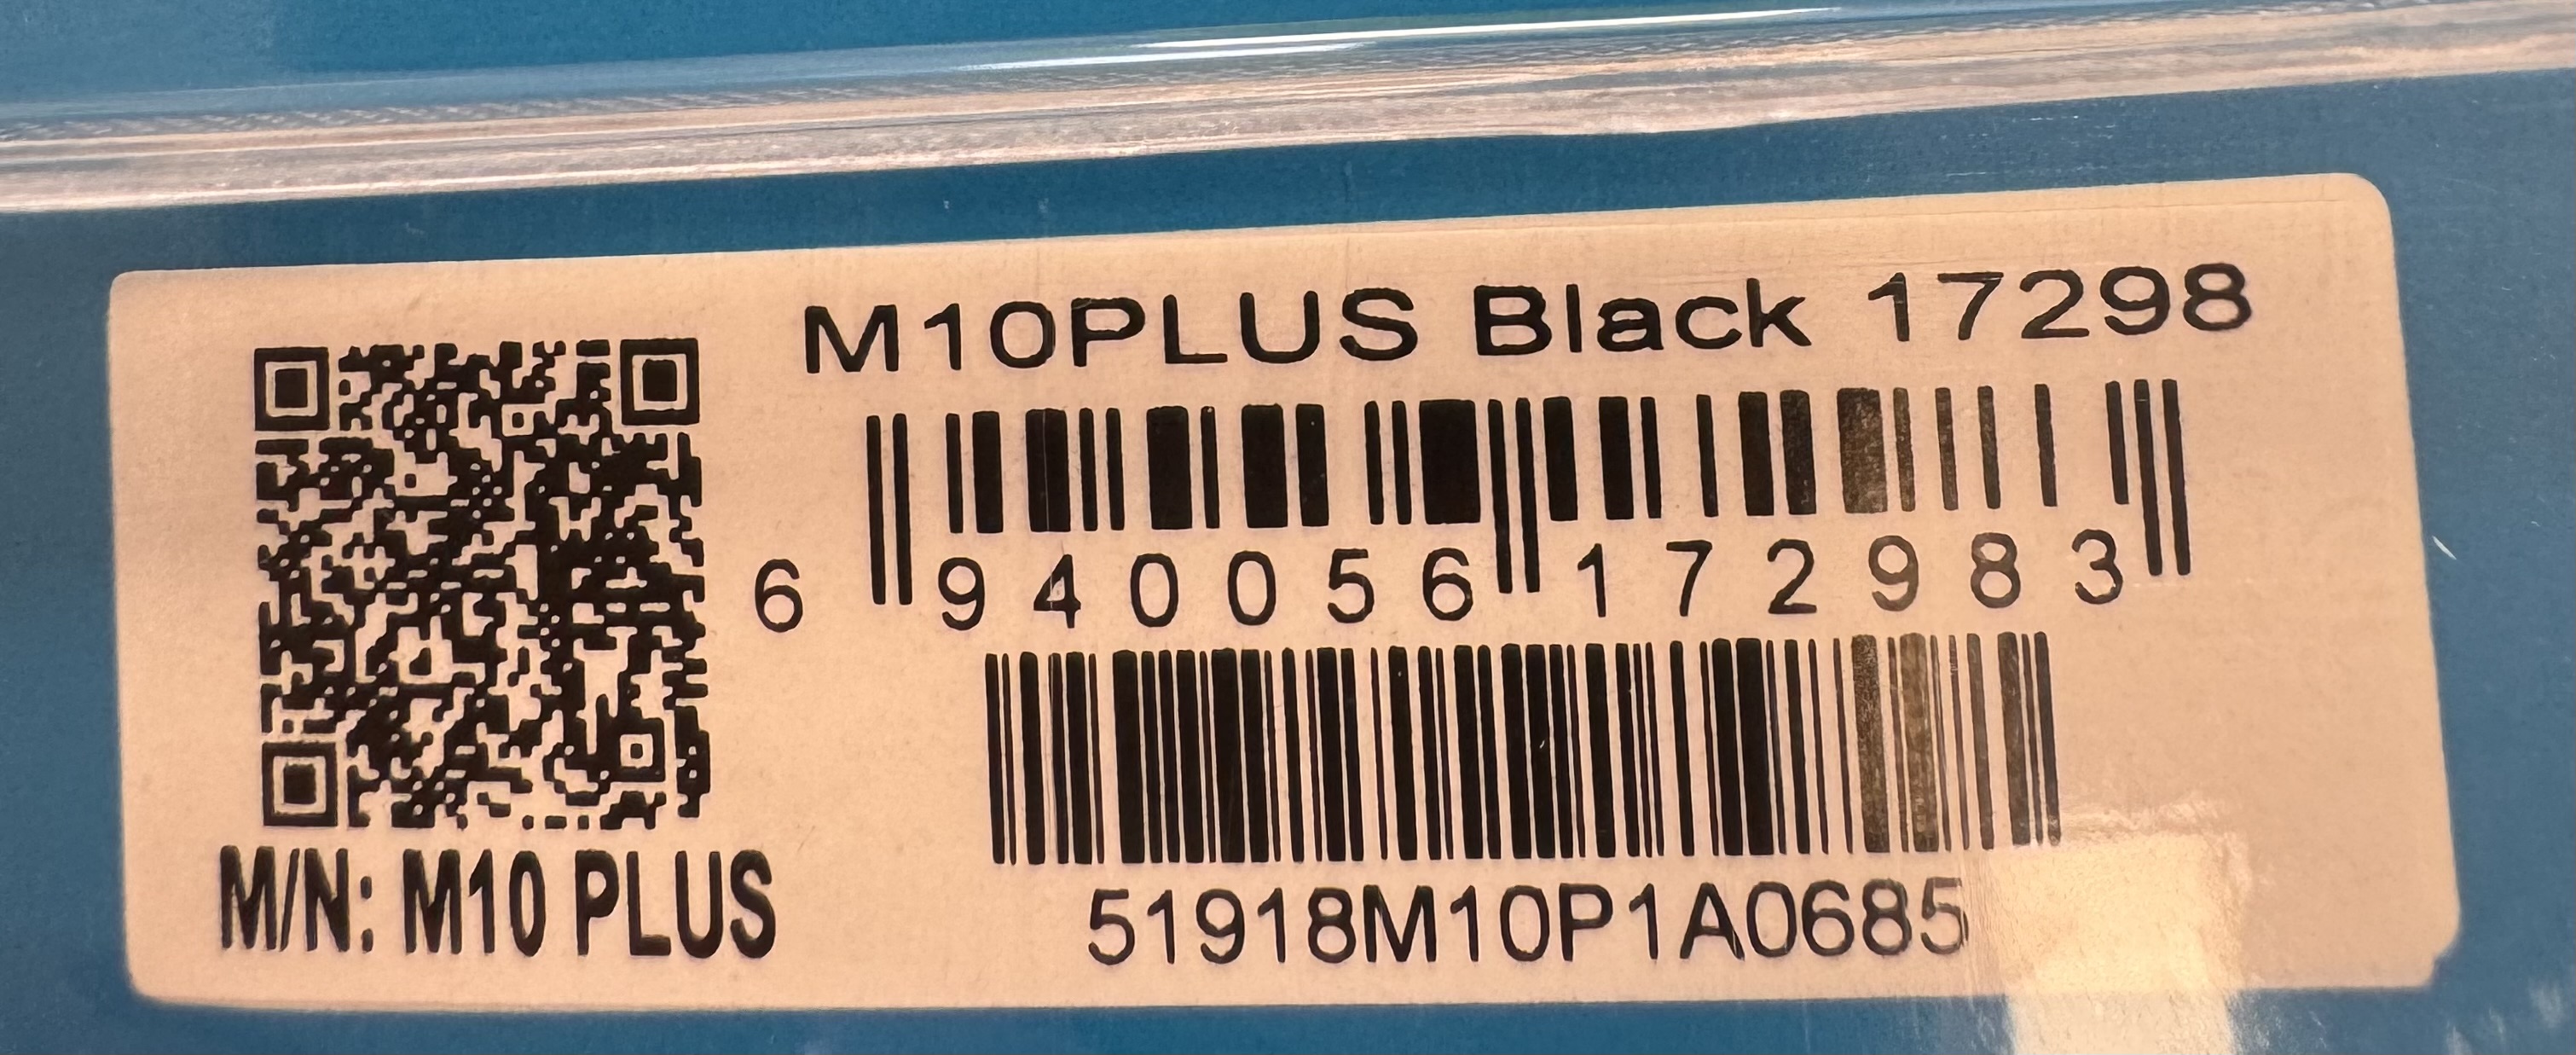 M10PLUS Black 17298
6 940056 172983
51918M10P1A0685
M/N: M10 PLUS